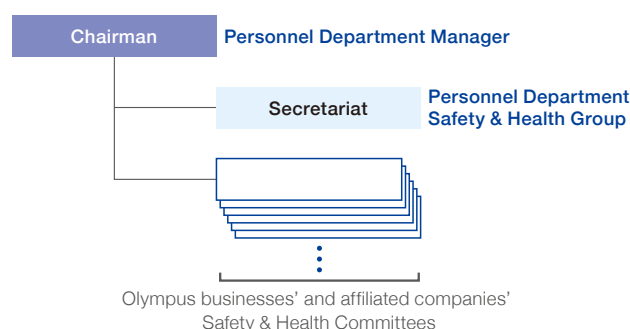 Chairman
Personnel Department Manager
Secretariat
Personnel Department
Safety & Health Group
Olympus businesses’ and affiliated companies’
Safety & Health Committees